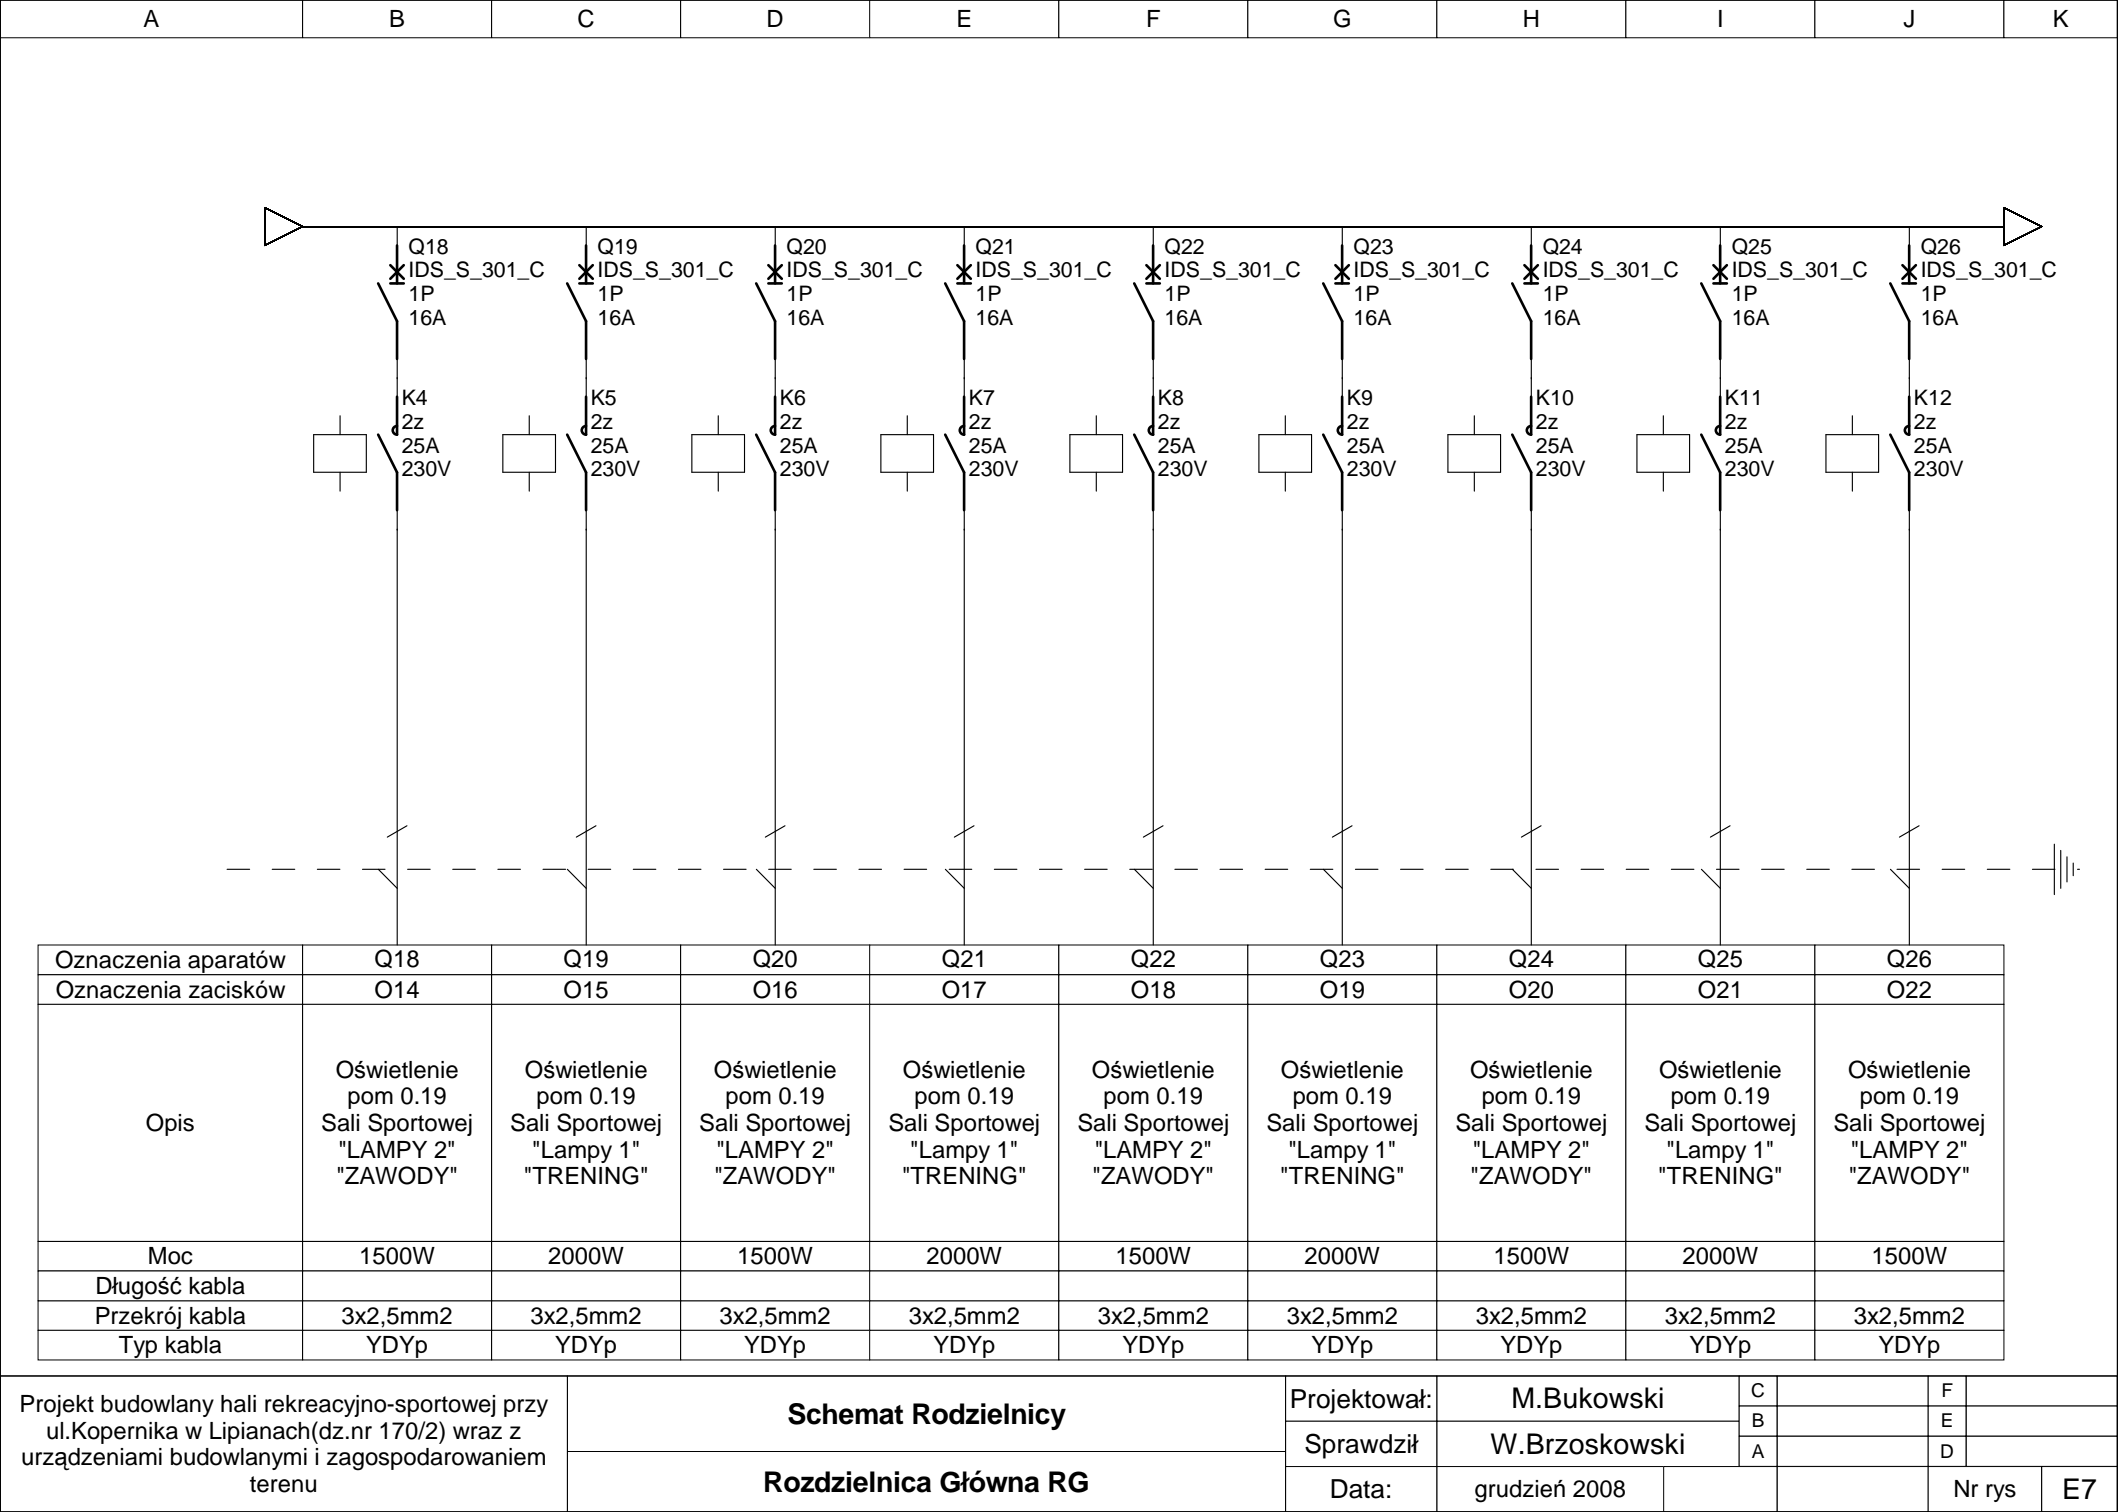 A B C D E F G H I J K
Q18 Q19 Q20 Q21 Q22 Q23 Q24 Q25 Q26
IDS_S_301_C IDS_S_301_C IDS_S_301_C IDS_S_301_C IDS_S_301_C IDS_S_301_C IDS_S_301_C IDS_S_301_C IDS_S_301_C
1P 1P 1P 1P 1P 1P 1P 1P 1P
16A 16A 16A 16A 16A 16A 16A 16A 16A
K4 K5 K6 K7 K8 K9 K10 K11 K12
2z 2z 2z 2z 2z 2z 2z 2z 2z
25A 25A 25A 25A 25A 25A 25A 25A 25A
230V 230V 230V 230V 230V 230V 230V 230V 230V
Oznaczenia aparatów Q18 Q19 Q20 Q21 Q22 Q23 Q24 Q25 Q26
Oznaczenia zacisków O14 O15 O16 O17 O18 O19 O20 O21 O22
Opis
Oświetlenie Oświetlenie Oświetlenie Oświetlenie Oświetlenie Oświetlenie Oświetlenie Oświetlenie Oświetlenie
pom 0.19 pom 0.19 pom 0.19 pom 0.19 pom 0.19 pom 0.19 pom 0.19 pom 0.19 pom 0.19
Sali Sportowej Sali Sportowej Sali Sportowej Sali Sportowej Sali Sportowej Sali Sportowej Sali Sportowej Sali Sportowej Sali Sportowej
"LAMPY 2" "Lampy 1" "LAMPY 2" "Lampy 1" "LAMPY 2" "Lampy 1" "LAMPY 2" "Lampy 1" "LAMPY 2"
"ZAWODY" "TRENING" "ZAWODY" "TRENING" "ZAWODY" "TRENING" "ZAWODY" "TRENING" "ZAWODY"
Moc 1500W 2000W 1500W 2000W 1500W 2000W 1500W 2000W 1500W
Długość kabla
Przekrój kabla 3x2,5mm2 3x2,5mm2 3x2,5mm2 3x2,5mm2 3x2,5mm2 3x2,5mm2 3x2,5mm2 3x2,5mm2 3x2,5mm2
Typ kabla YDYp YDYp YDYp YDYp YDYp YDYp YDYp YDYp YDYp
Projekt budowlany hali rekreacyjno-sportowej przy
ul.Kopernika w Lipianach(dz.nr 170/2) wraz z
urządzeniami budowlanymi i zagospodarowaniem
terenu
Schemat Rodzielnicy
Rozdzielnica Główna RG
Projektował: M.Bukowski
Sprawdził W.Brzoskowski
Data: grudzień 2008
C F
B E
A D
Nr rys E7